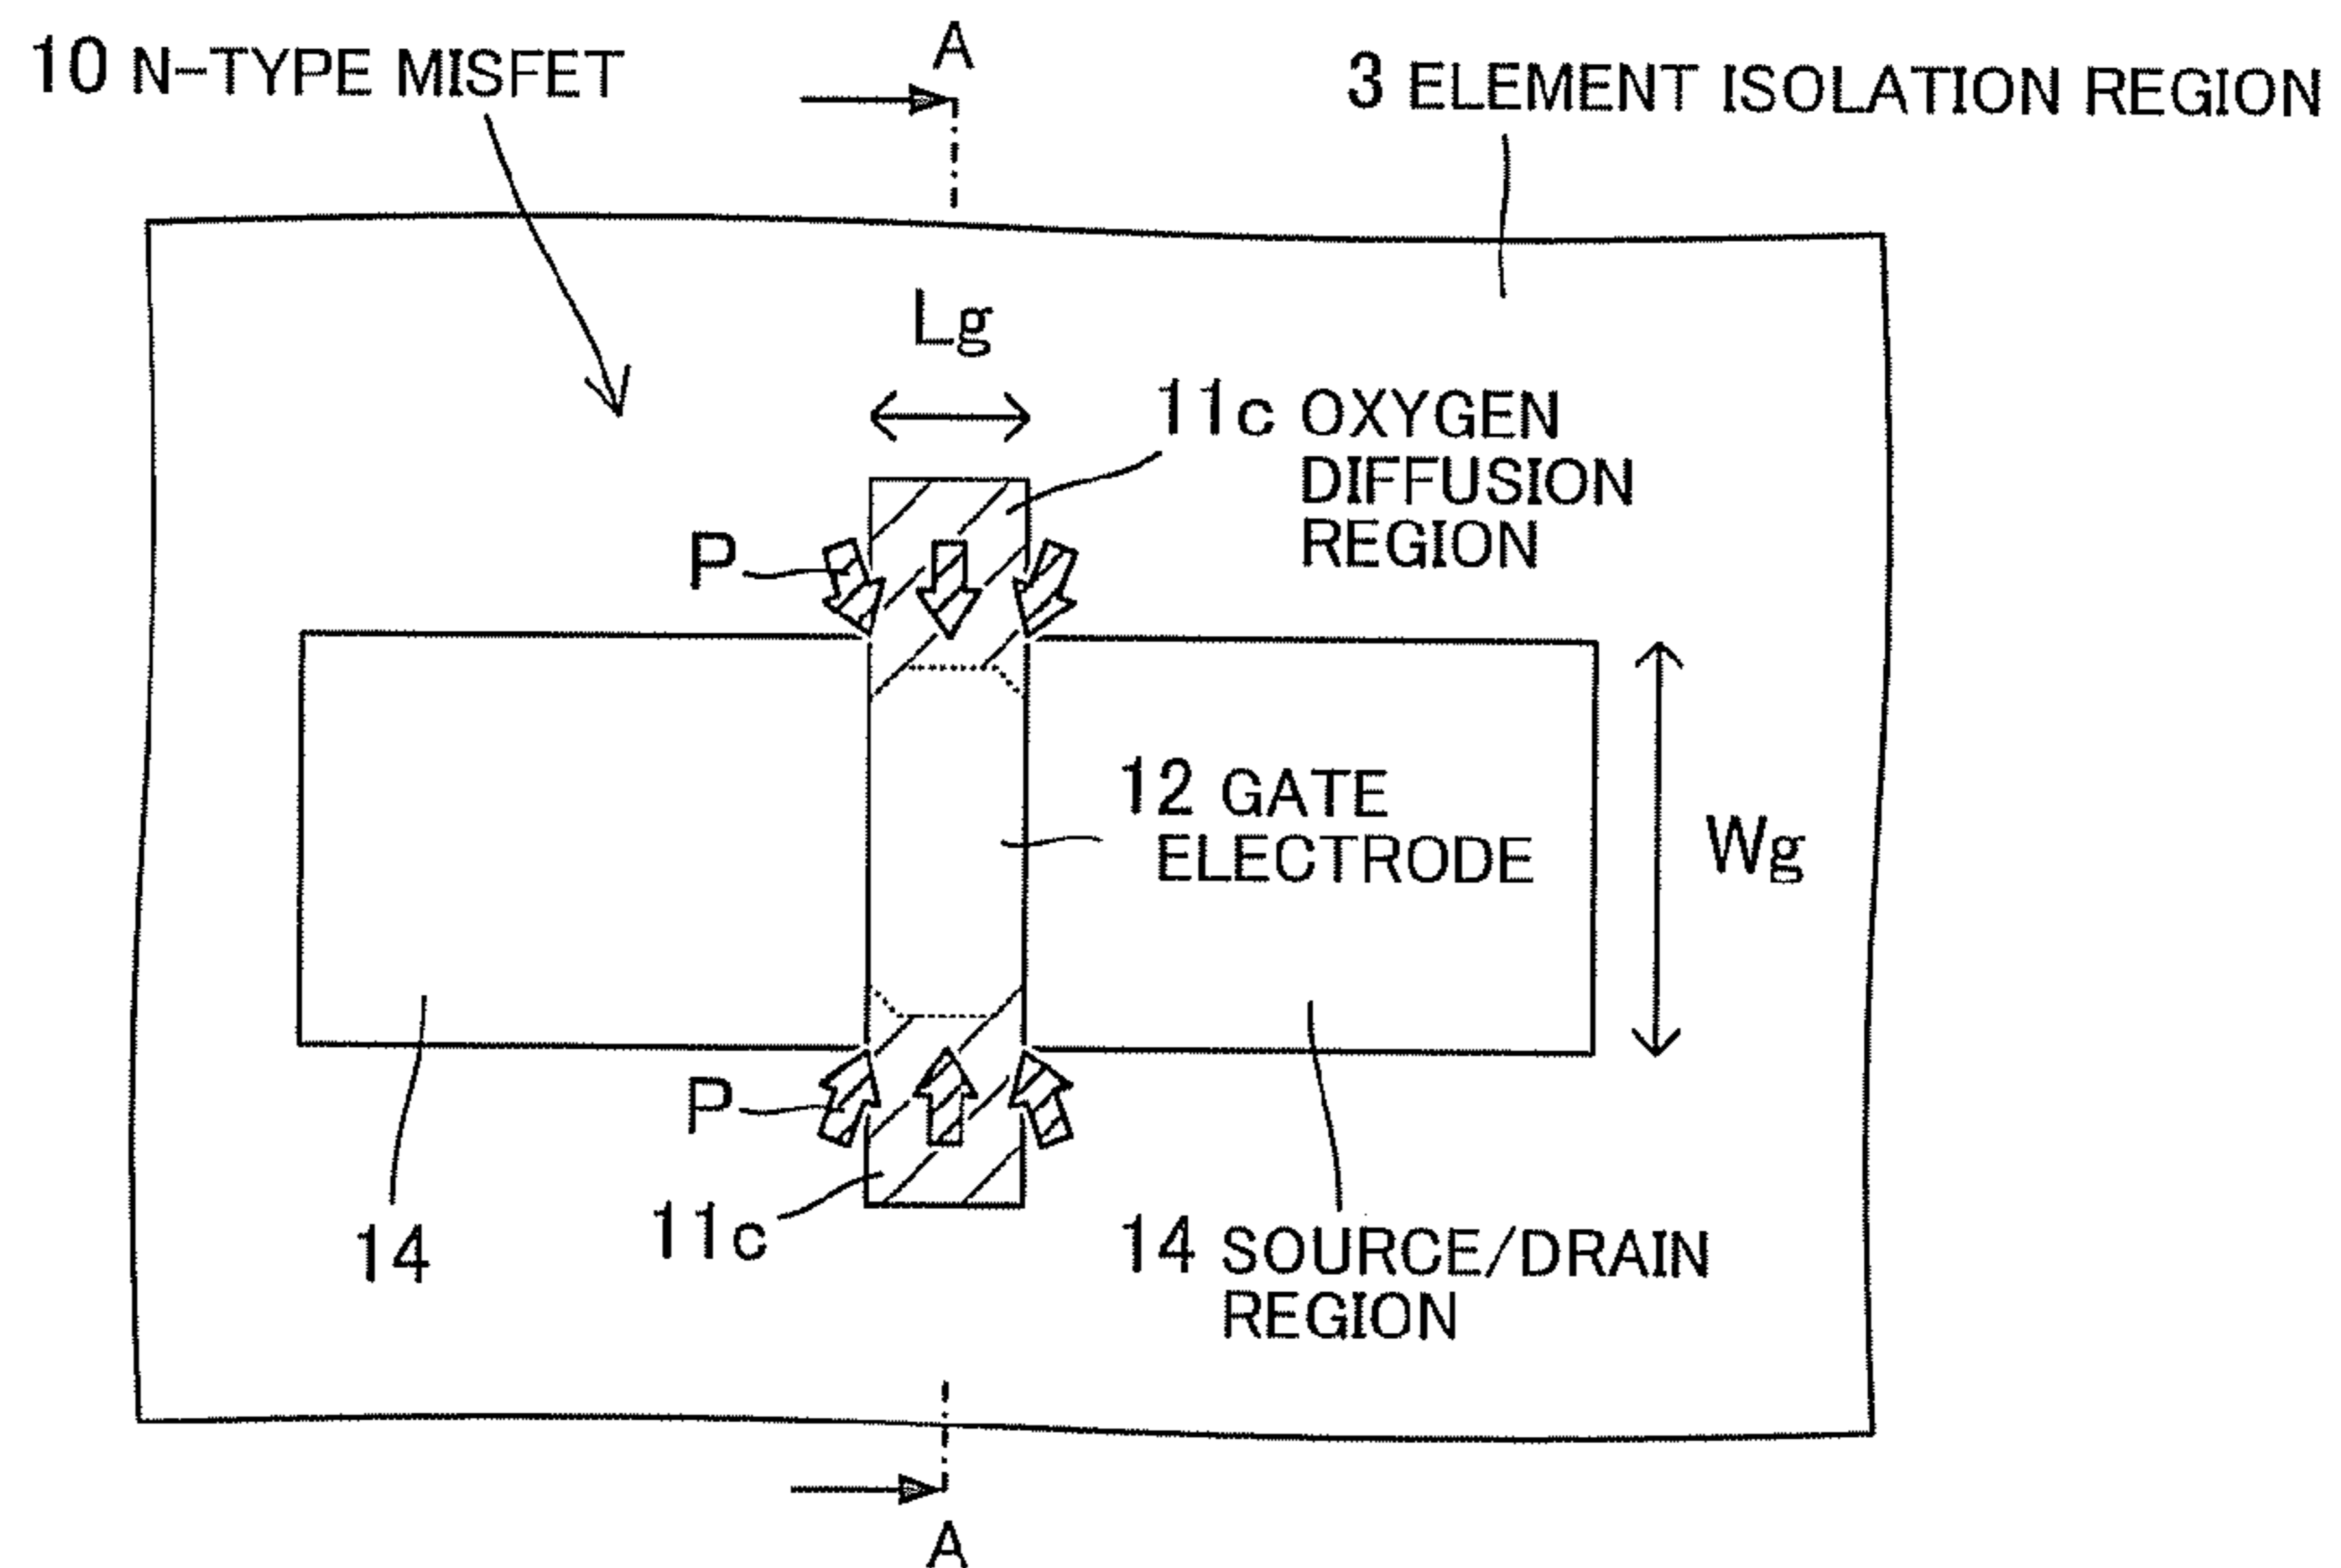 A
10 N-TYPE MISFET
3 ELEMENT ISOLATION REGION
Lg
11c OXYGEN
DIFFUSION
REGION
P
12 GATE
ELECTRODE
Wg
P
11c
14
14 SOURCE/DRAIN
REGION
A